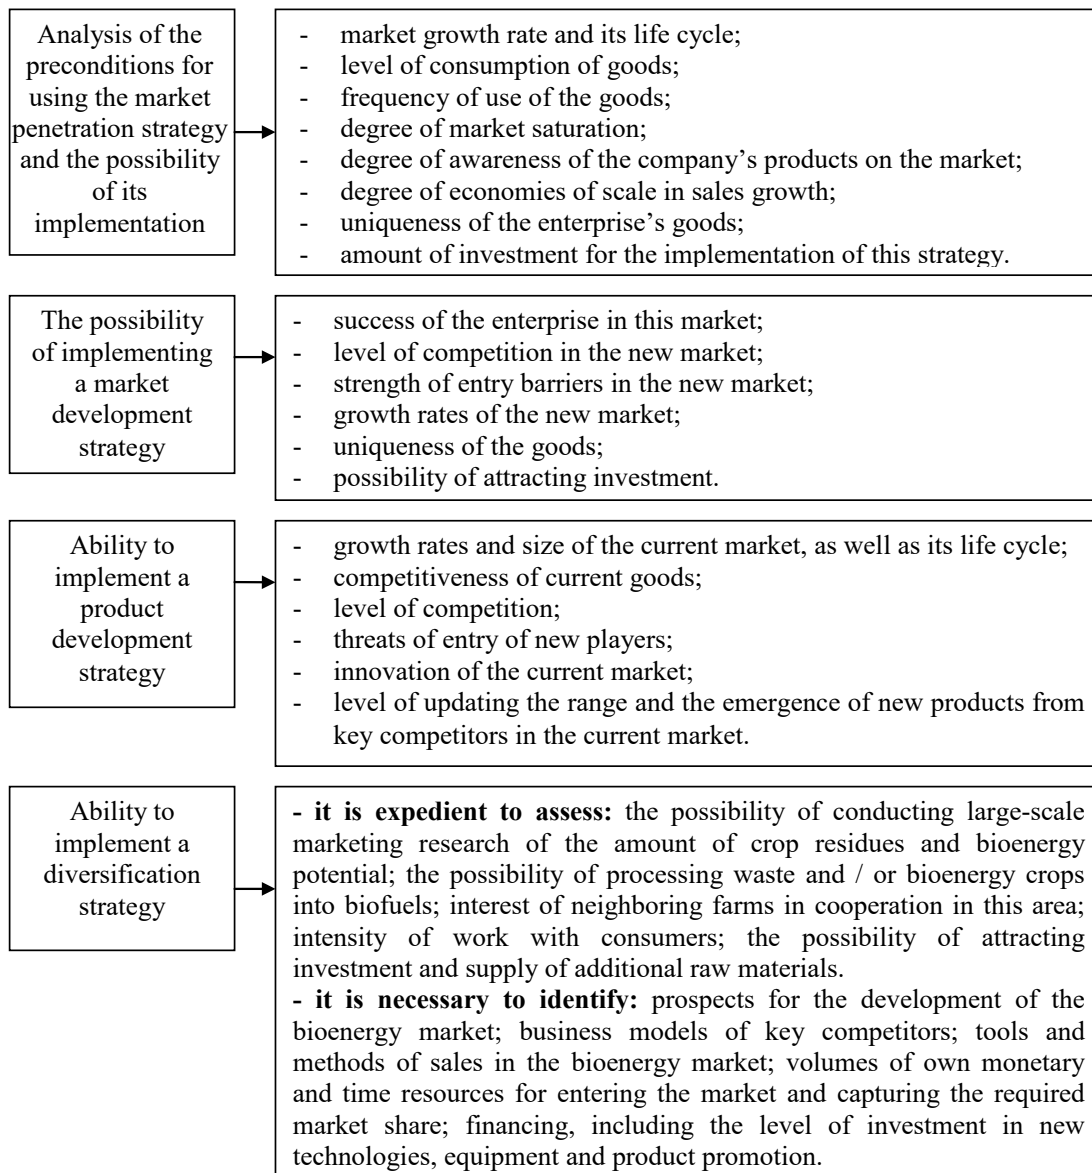 Analysis of the
preconditions for
using the market
penetration strategy
and the possibility
of its
implementation
- market growth rate and its life cycle;
- level of consumption of goods;
- frequency of use of the goods;
- degree of market saturation;
- degree of awareness of the company’s products on the market;
- degree of economies of scale in sales growth;
- uniqueness of the enterprise’s goods;
- amount of investment for the implementation of this strategy.
The possibility
of implementing
a market
development
strategy
- success of the enterprise in this market;
- level of competition in the new market;
- strength of entry barriers in the new market;
- growth rates of the new market;
- uniqueness of the goods;
- possibility of attracting investment.
Ability to
implement a
product
development
strategy
- growth rates and size of the current market, as well as its life cycle;
- competitiveness of current goods;
- level of competition;
- threats of entry of new players;
- innovation of the current market;
- level of updating the range and the emergence of new products from
key competitors in the current market.
Ability to
implement a
diversification
strategy
- it is expedient to assess: the possibility of conducting large-scale
marketing research of the amount of crop residues and bioenergy
potential; the possibility of processing waste and / or bioenergy crops
into biofuels; interest of neighboring farms in cooperation in this area;
intensity of work with consumers; the possibility of attracting
investment and supply of additional raw materials.
- it is necessary to identify: prospects for the development of the
bioenergy market; business models of key competitors; tools and
methods of sales in the bioenergy market; volumes of own monetary
and time resources for entering the market and capturing the required
market share; financing, including the level of investment in new
technologies, equipment and product promotion.